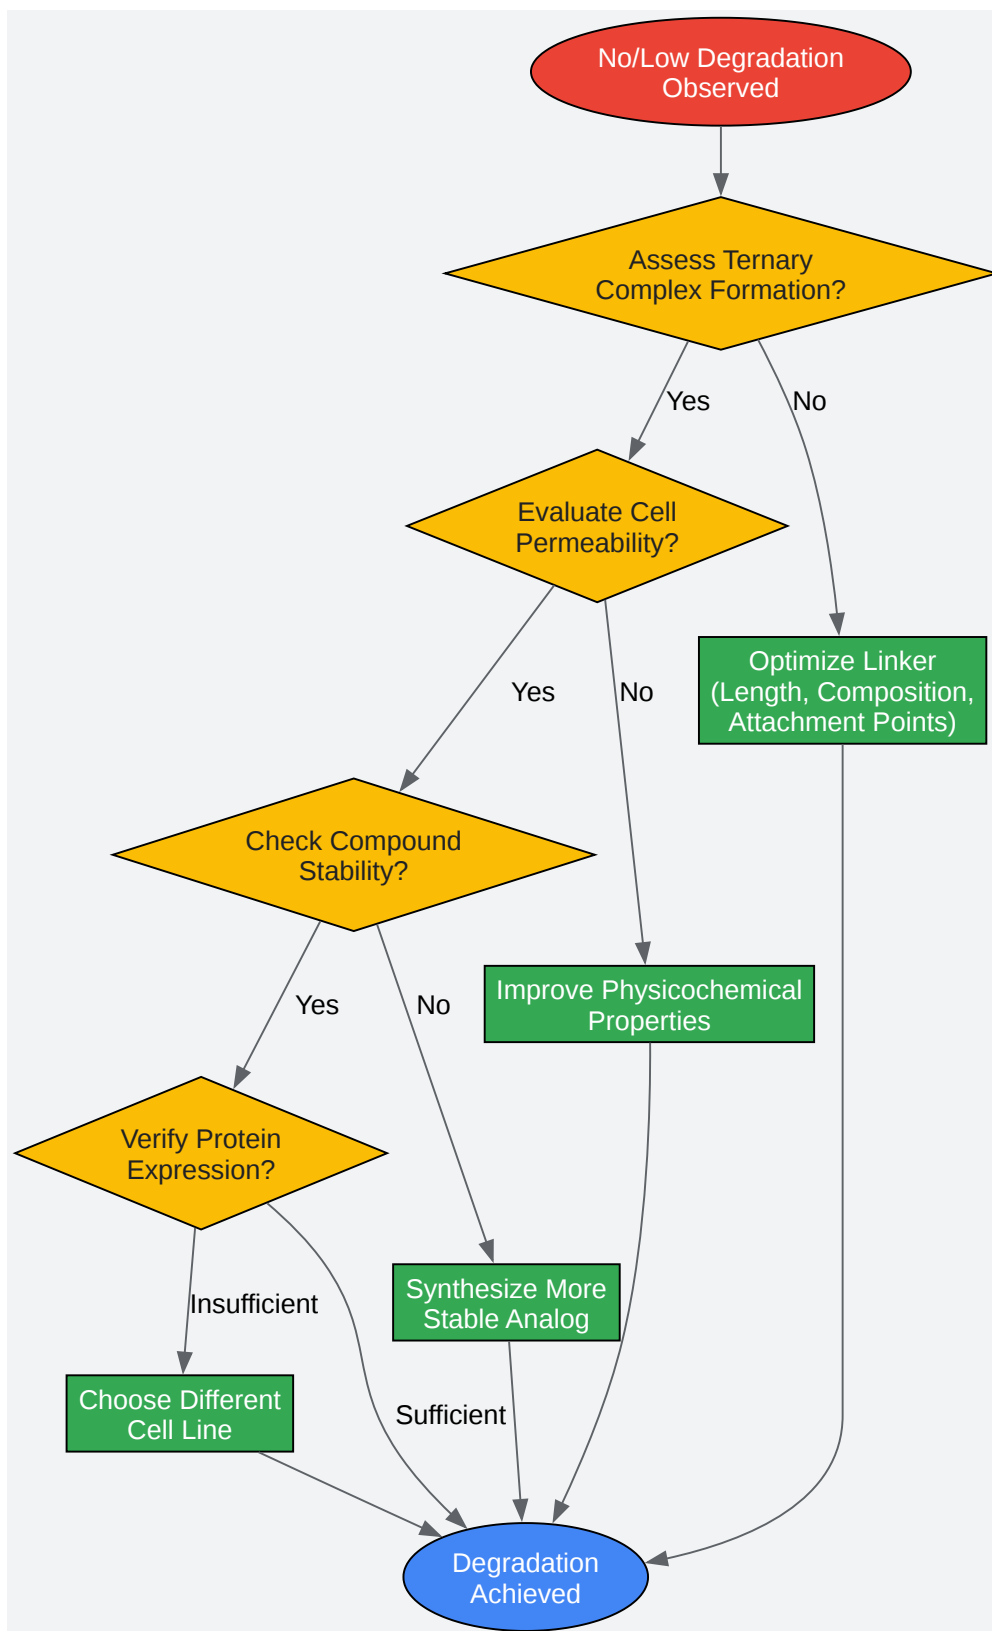 No/Low Degradation
Observed
Assess Ternary
Complex Formation?
Yes
No
Evaluate Cell
Permeability?
Optimize Linker
(Length, Composition,
Attachment Points)
Yes
No
Check Compound
Stability?
Improve Physicochemical
Properties
Yes
No
Verify Protein
Expression?
Synthesize More
Stable Analog
Insufficient
Choose Different
Cell Line
Sufficient
Degradation
Achieved